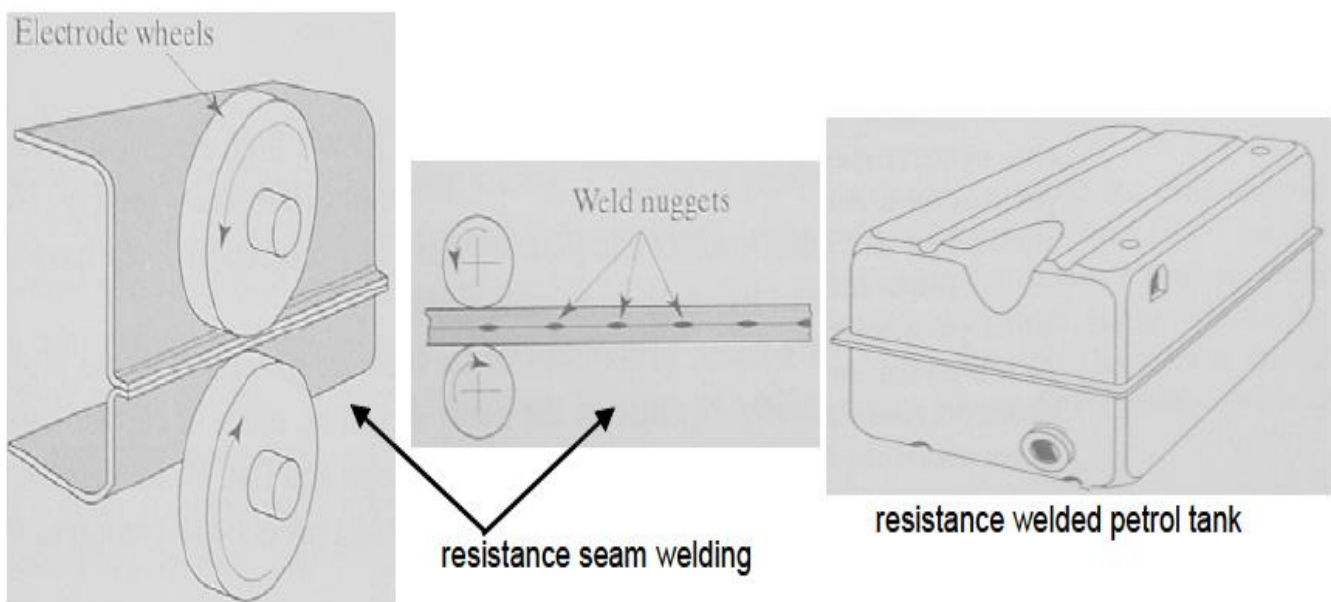 Electrode wheels
Weld nuggets
resistance seam welding
resistance welded petrol tank